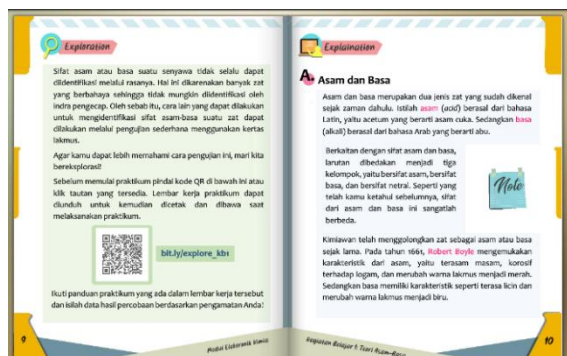 Exploration
Sifat asam atau basa suatu senyawa tidak selalu dapat
diidentifikasi melalui rasanya. Hal ini dikarenakan banyak zat
yang berbahaya sehingga tidak mungkin diidentifikasi oleh
indra pengecap. Oleh sebab itu, cara lain yang dapat dilakukan
untuk mengidentifikasi sifat asam-basa suatu zat dapat
dilakukan melalui pengujian sederhana menggunakan kertas
lakmus.
Agar kamu dapat lebih memahami cara pengujian ini, mari kita
bereksplorasi!
Sebelum memulai praktikum pindai kode QR di bawah ini atau
klik tautan yang tersedia. Lembar kerja praktikum dapat
diunduh untuk kemudian dicetak dan dibawa saat
melaksanakan praktikum.
bit.ly/explore_kb1
Ikuti panduan praktikum yang ada dalam lembar kerja tersebut
dan isilah data hasil percobaan berdasarkan pengamatan Anda!
9
Modul Elektronik Kimia
Explaination
A. Asam dan Basa
Asam dan basa merupakan dua jenis zat yang sudah dikenal
sejak zaman dahulu. Istilah asam (acid) berasal dari bahasa
Latin, yaitu acetum yang berarti asam cuka. Sedangkan basa
(alkali) berasal dari bahasa Arab yang berarti abu.
Berkaitan dengan sifat asam dan basa,
larutan dibedakan menjadi tiga
kelompok, yaitu bersifat asam, bersifat
basa, dan bersifat netral. Seperti yang
telah kamu ketahui sebelumnya, sifat
dari asam dan basa ini sangatlah
berbeda.
Note
Kimiawan telah menggolongkan zat sebagai asam atau basa
sejak lama. Pada tahun 1661, Robert Boyle mengemukakan
karakteristik dari asam, yaitu terasam masam, korosif
terhadap logam, dan merubah warna lakmus menjadi merah.
Sedangkan basa memiliki karakteristik seperti terasa licin dan
merubah warna lakmus menjadi biru.
Kegiatan Belajar 1: Teori Asam-Basa
10